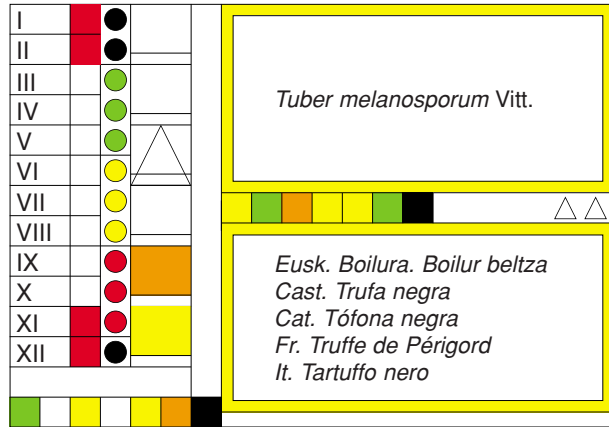 I
II
III
IV
V
VI
VII
VIII
IX
X
XI
XII
Tuber melanosporum Vitt.
Eusk. Boilura. Boilur beltza
Cast. Trufa negra
Cat. Tófona negra
Fr. Truffe de Périgord
It. Tartuffo nero